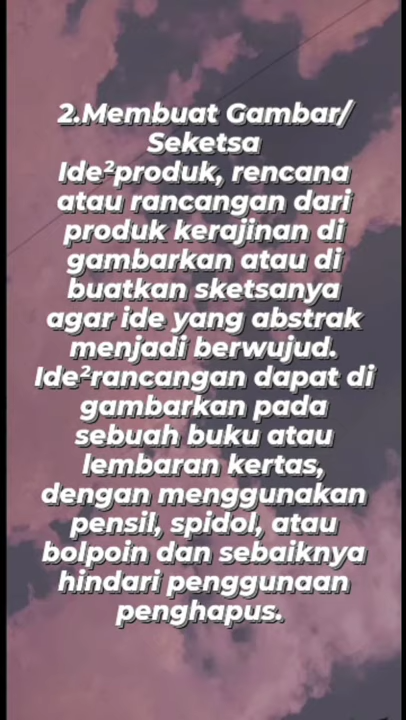 2.Membuat Gambar/
Seketsa
Ide²produk, rencana
atau rancangan dari
produk kerajinan di
gambarkan atau di
buatkan sketsanya
agar ide yang abstrak
menjadi berwujud.
Ide²rancangan dapat di
gambarkan pada
sebuah buku atau
lembaran kertas,
dengan menggunakan
pensil, spidol, atau
bolpoin dan sebaiknya
hindari penggunaan
penghapus.